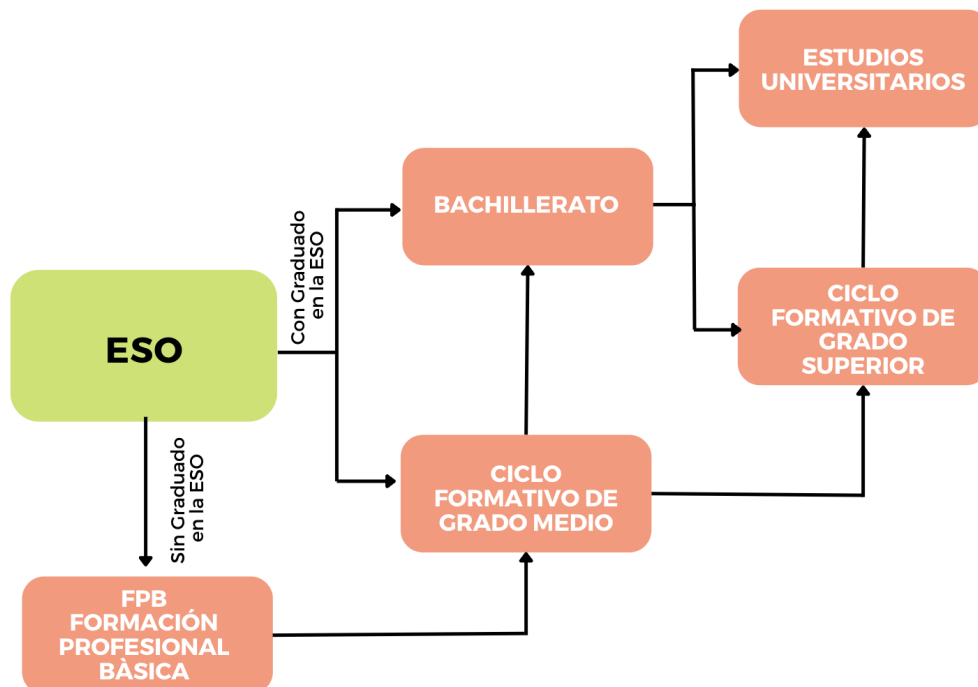 ESTUDIOS
UNIVERSITARIOS
BACHILLERATO
Con Graduado
en la ESO
ESO
CICLO
FORMATIVO DE
GRADO
SUPERIOR
Sin Graduado
en la ESO
CICLO
FORMATIVO DE
GRADO MEDIO
FPB
FORMACIÓN
PROFESIONAL
BÀSICA